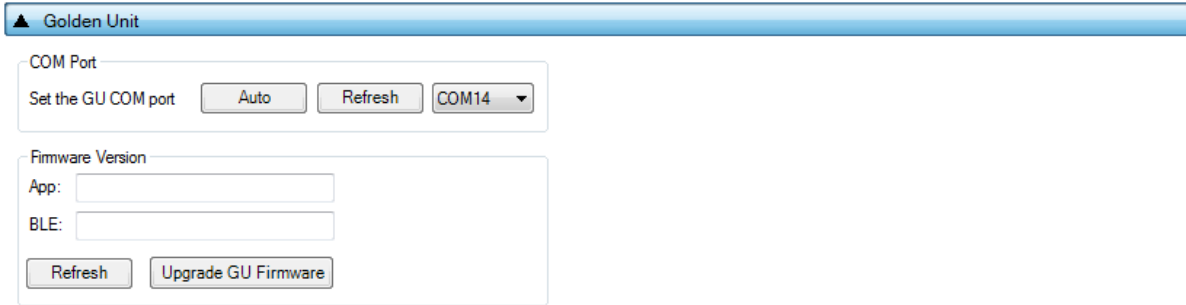 Golden Unit
COM Port
Set the GU COM port Auto Refresh COM14
Firmware Version
App:
BLE:
Refresh Upgrade GU Firmware